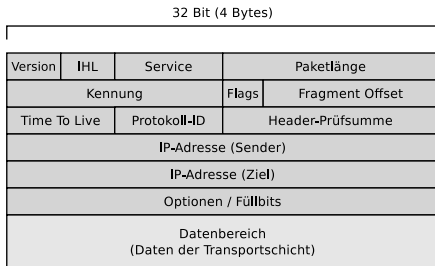 32 Bit (4 Bytes)
Version IHL Service Paketlänge
Kennung Flags Fragment Offset
Time To Live Protokoll-ID Header-Prüfsumme
IP-Adresse (Sender)
IP-Adresse (Ziel)
Optionen / Füllbits
Datenbereich
(Daten der Transportschicht)